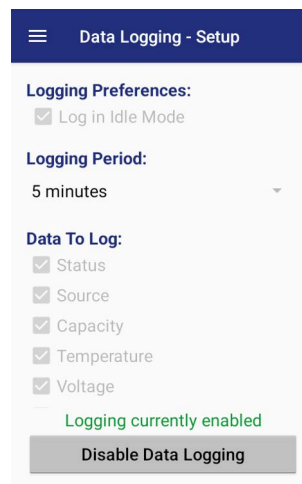 Data Logging - Setup
Logging Preferences:
Log in Idle Mode
Logging Period:
5 minutes
Data To Log:
Status
Source
Capacity
Temperature
Voltage
Logging currently enabled
Disable Data Logging